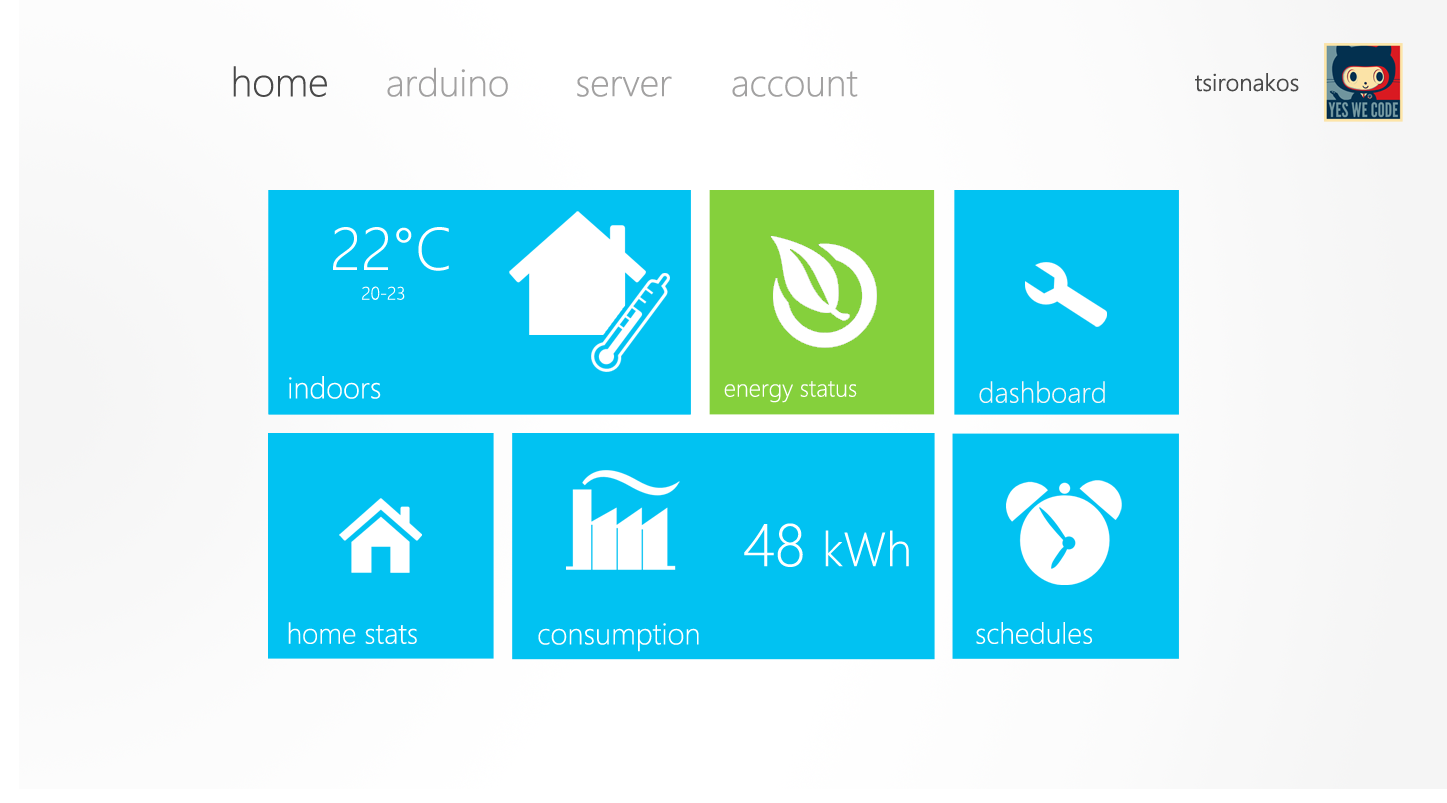 home arduino server account tsironakos
YES WE CODE
22°C
20-23
indoors
energy status
dashboard
home stats
48 kWh
consumption
schedules